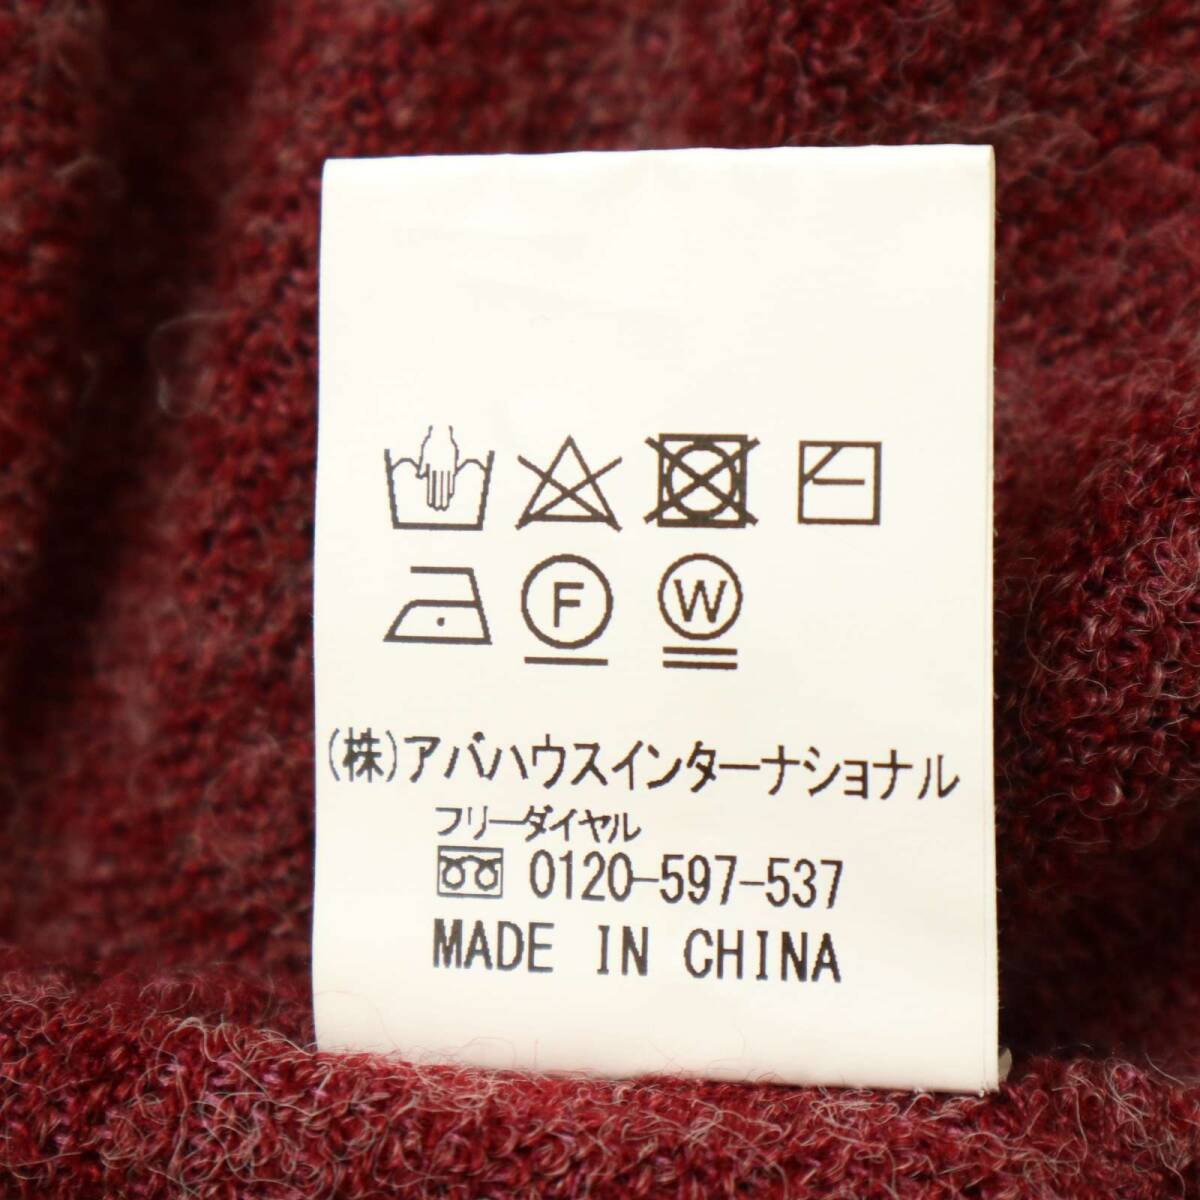 F W
(株)アバハウスインターナショナル
フリーダイヤル
0120-597-537
MADE IN CHINA